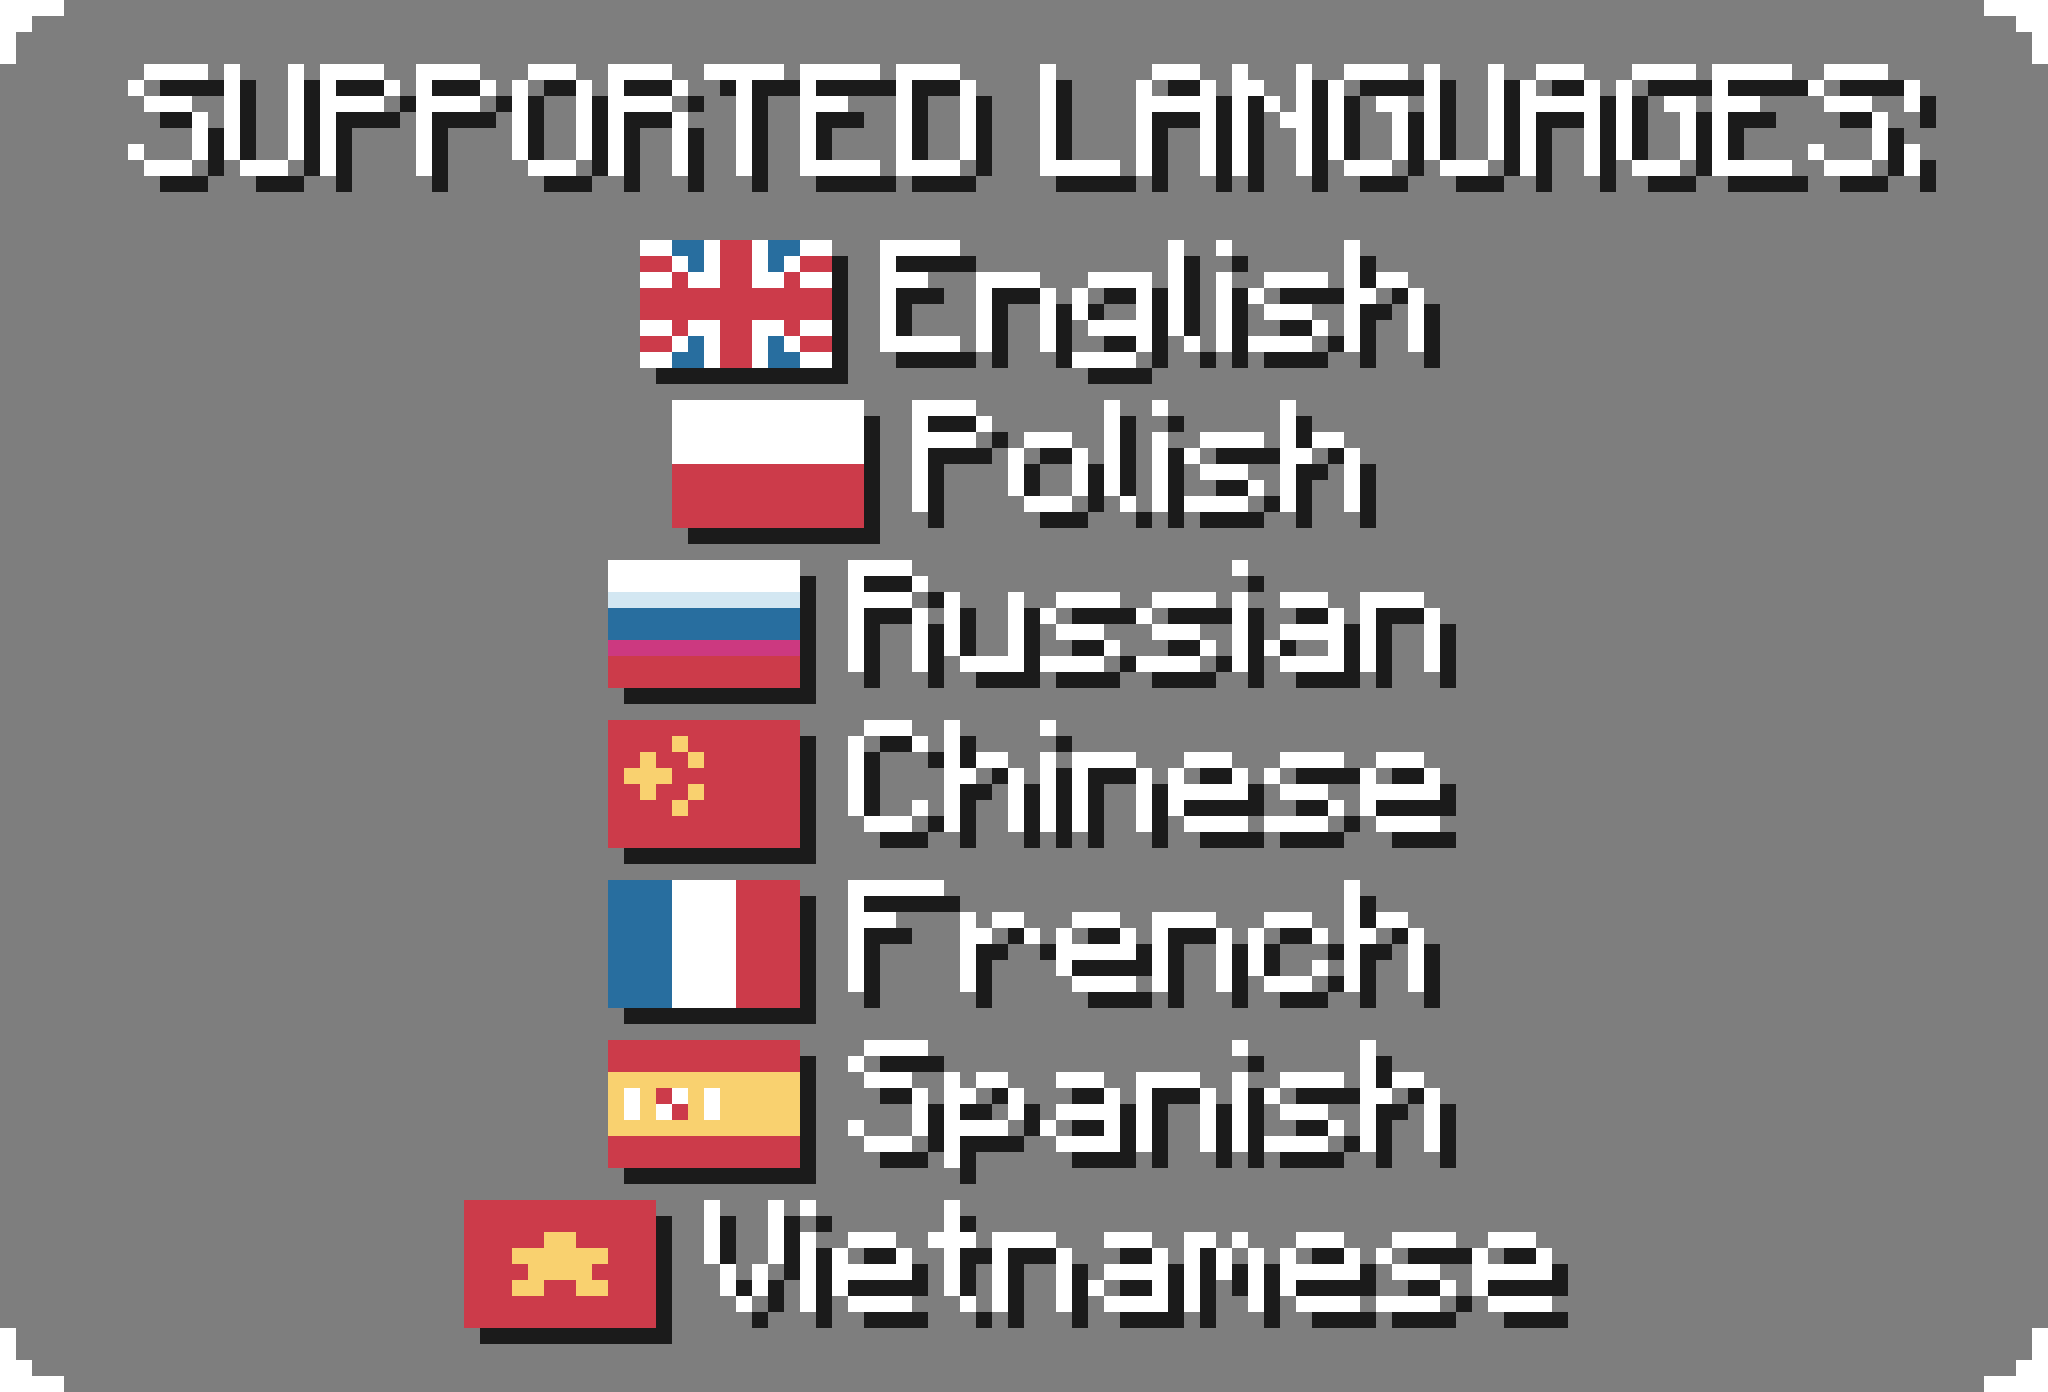 SUPPORTED LANGUAGES:
English
Polish
Russian
Chinese
French
Spanish
Vietnamese